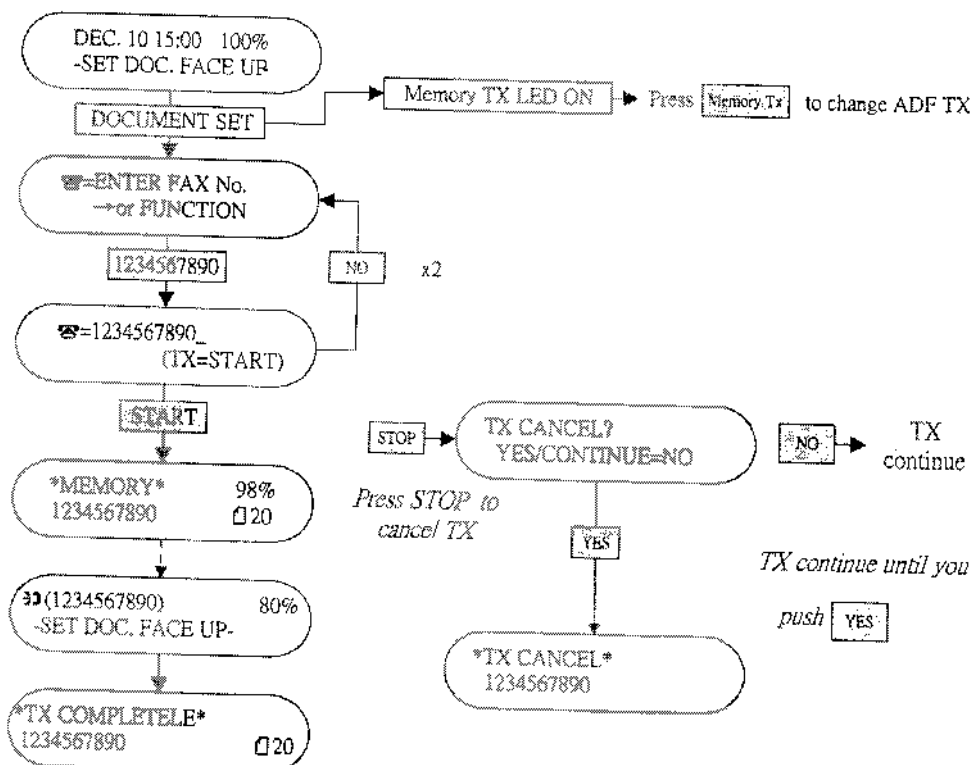 DEC. 10 15:00 100%
-SET DOC. FACE UP
DOCUMENT SET
Memory TX LED ON
Press Memory Tx to change ADF TX
☎=ENTER FAX No.
→or FUNCTION
1234567890
NO
x2
☎=1234567890_
(TX=START)
START
*MEMORY* 98%
1234567890 20
(1234567890) 80%
-SET DOC. FACE UP-
*TX COMPLETELE*
1234567890 20
STOP
Press STOP to
cancel TX
TX CANCEL?
YES/CONTINUE=NO
NO
TX
continue
YES
*TX CANCEL*
1234567890
TX continue until you
push YES